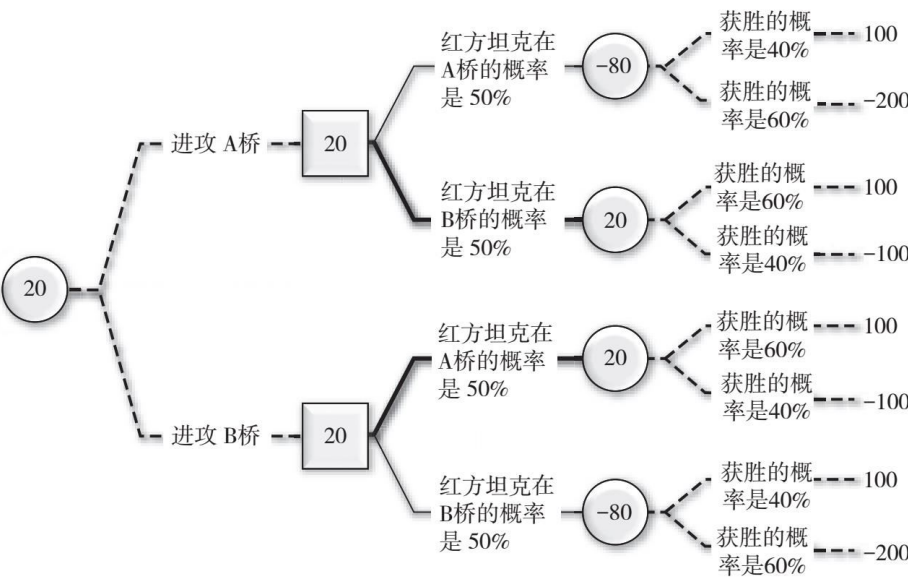 获胜的概
率是40%
100
红方坦克在
A桥的概率
是 50%
-80
获胜的概
率是60%
-200
进攻 A桥
20
获胜的概
率是60%
100
红方坦克在
B桥的概率
是 50%
20
获胜的概
率是40%
-100
20
获胜的概
率是60%
100
红方坦克在
A桥的概率
是 50%
20
获胜的概
率是40%
-100
进攻 B桥
20
获胜的概
率是40%
100
红方坦克在
B桥的概率
是 50%
-80
获胜的概
率是60%
-200